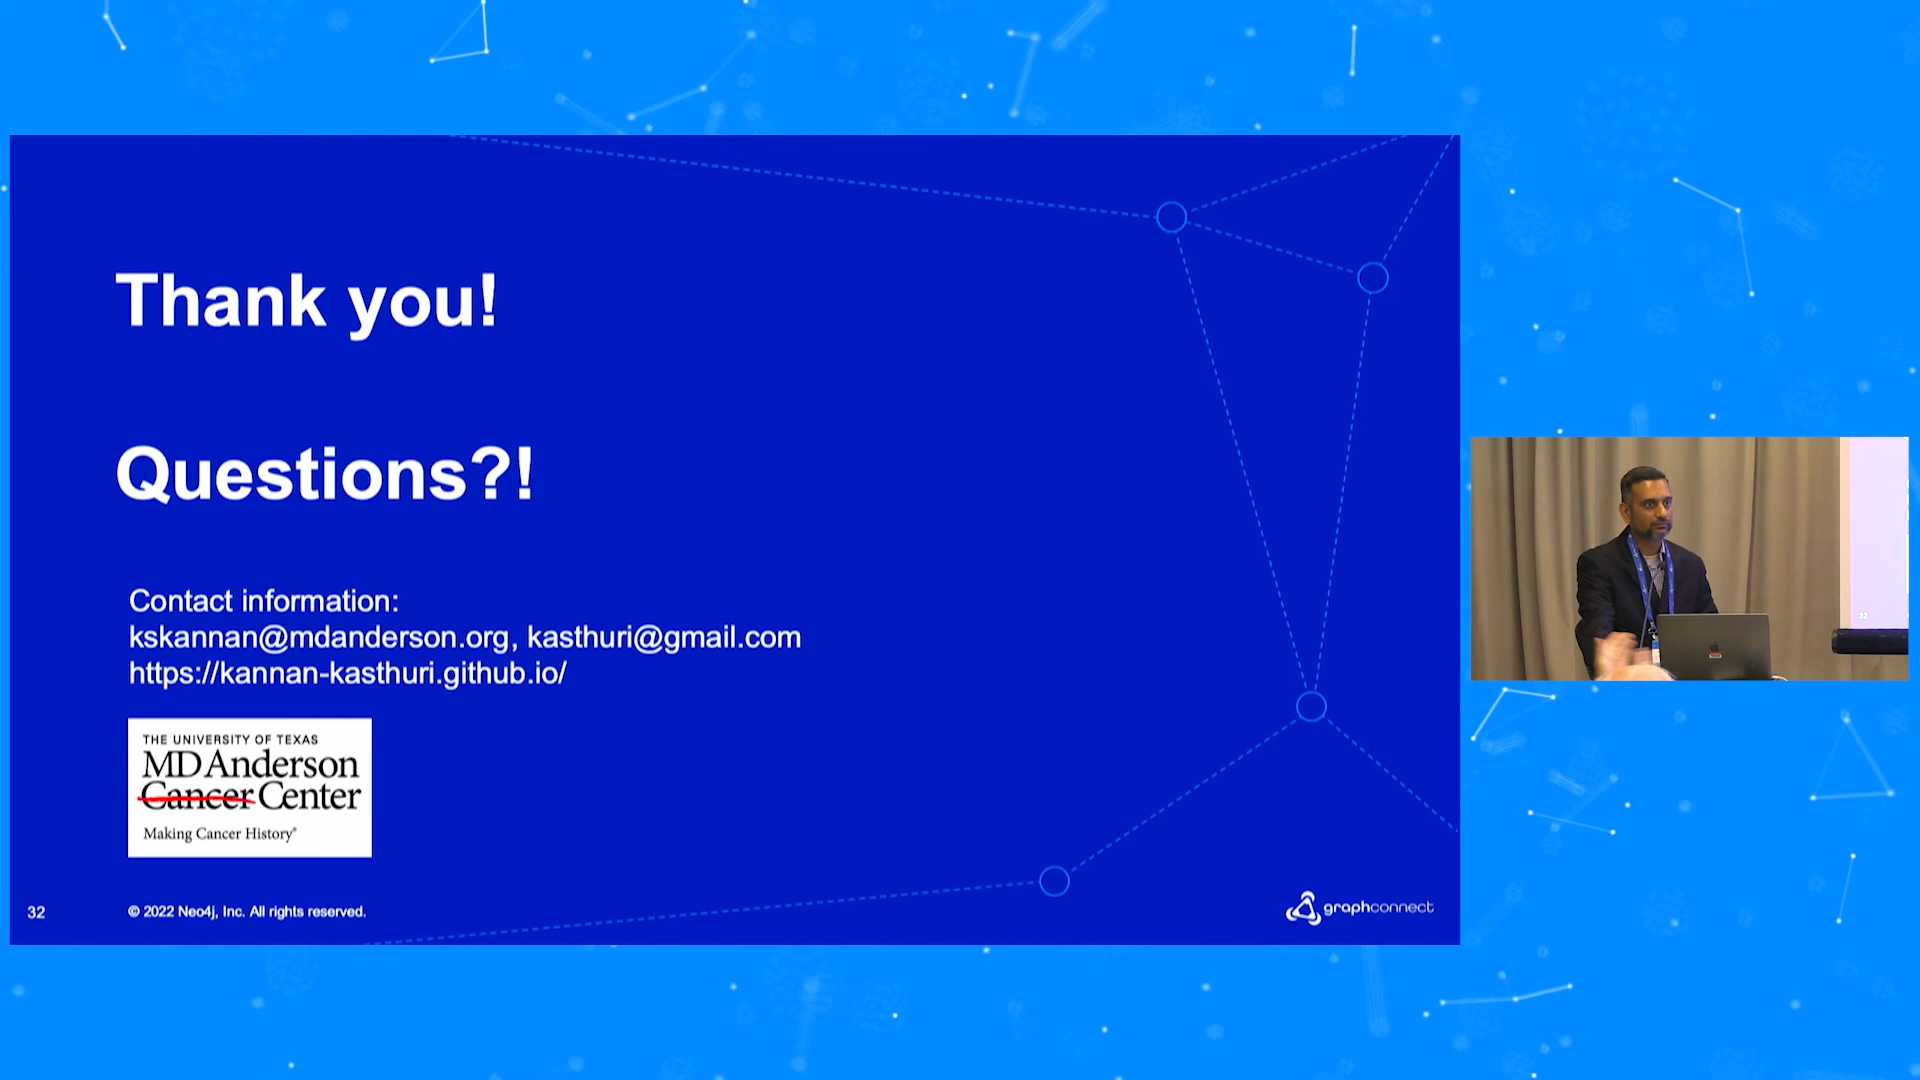 Thank you!
Questions?!
Contact information:
kskannan@mdanderson.org, kasthuri@gmail.com
https://kannan-kasthuri.github.io/
THE UNIVERSITY OF TEXAS
MD Anderson
Cancer Center
Making Cancer History®
32
© 2022 Neo4j, Inc. All rights reserved.
graphconnect
32